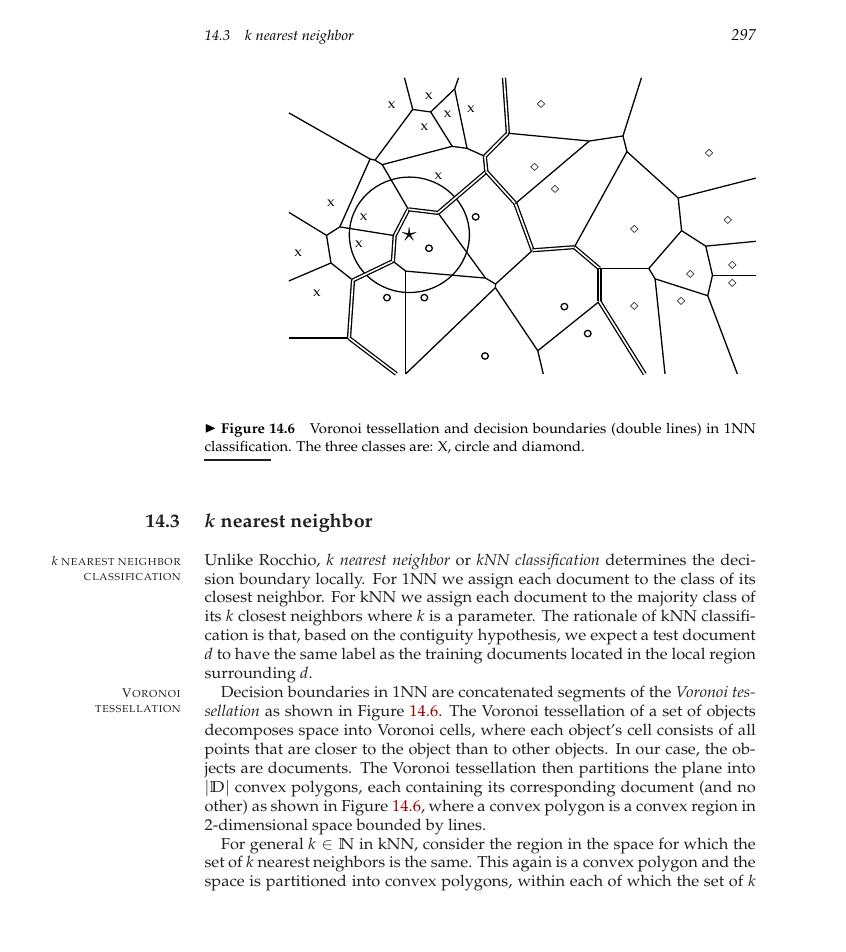 14.3 k nearest neighbor 297
x
x
x
x
x
x
x
x
x
x
x
► Figure 14.6 Voronoi tessellation and decision boundaries (double lines) in 1NN
classification. The three classes are: X, circle and diamond.
14.3 k nearest neighbor
k NEAREST NEIGHBOR
CLASSIFICATION
Unlike Rocchio, k nearest neighbor or kNN classification determines the deci-
sion boundary locally. For 1NN we assign each document to the class of its
closest neighbor. For kNN we assign each document to the majority class of
its k closest neighbors where k is a parameter. The rationale of kNN classifi-
cation is that, based on the contiguity hypothesis, we expect a test document
d to have the same label as the training documents located in the local region
surrounding d.
VORONOI
TESSELLATION
Decision boundaries in 1NN are concatenated segments of the Voronoi tes-
sellation as shown in Figure 14.6. The Voronoi tessellation of a set of objects
decomposes space into Voronoi cells, where each object's cell consists of all
points that are closer to the object than to other objects. In our case, the ob-
jects are documents. The Voronoi tessellation then partitions the plane into
|𝔻| convex polygons, each containing its corresponding document (and no
other) as shown in Figure 14.6, where a convex polygon is a convex region in
2-dimensional space bounded by lines.
For general k ∈ ℕ in kNN, consider the region in the space for which the
set of k nearest neighbors is the same. This again is a convex polygon and the
space is partitioned into convex polygons, within each of which the set of k